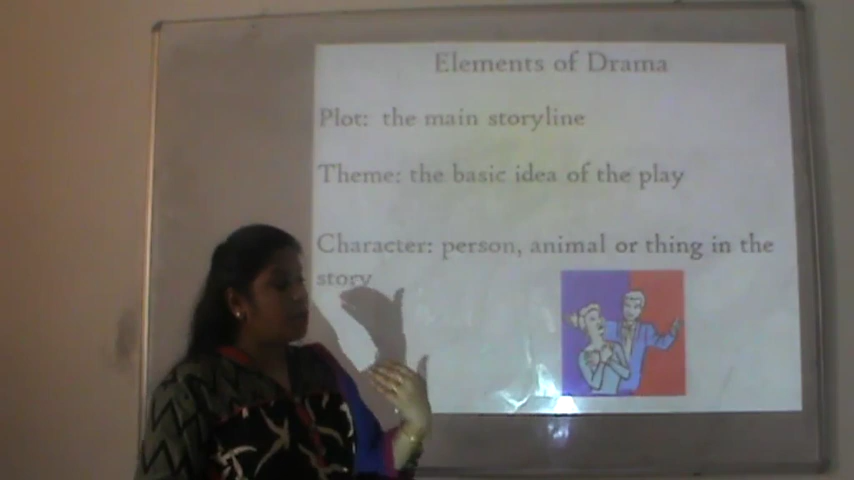 Elements of Drama
Plot: the main storyline
Theme: the basic idea of the play
Character: person, animal or thing in the
story